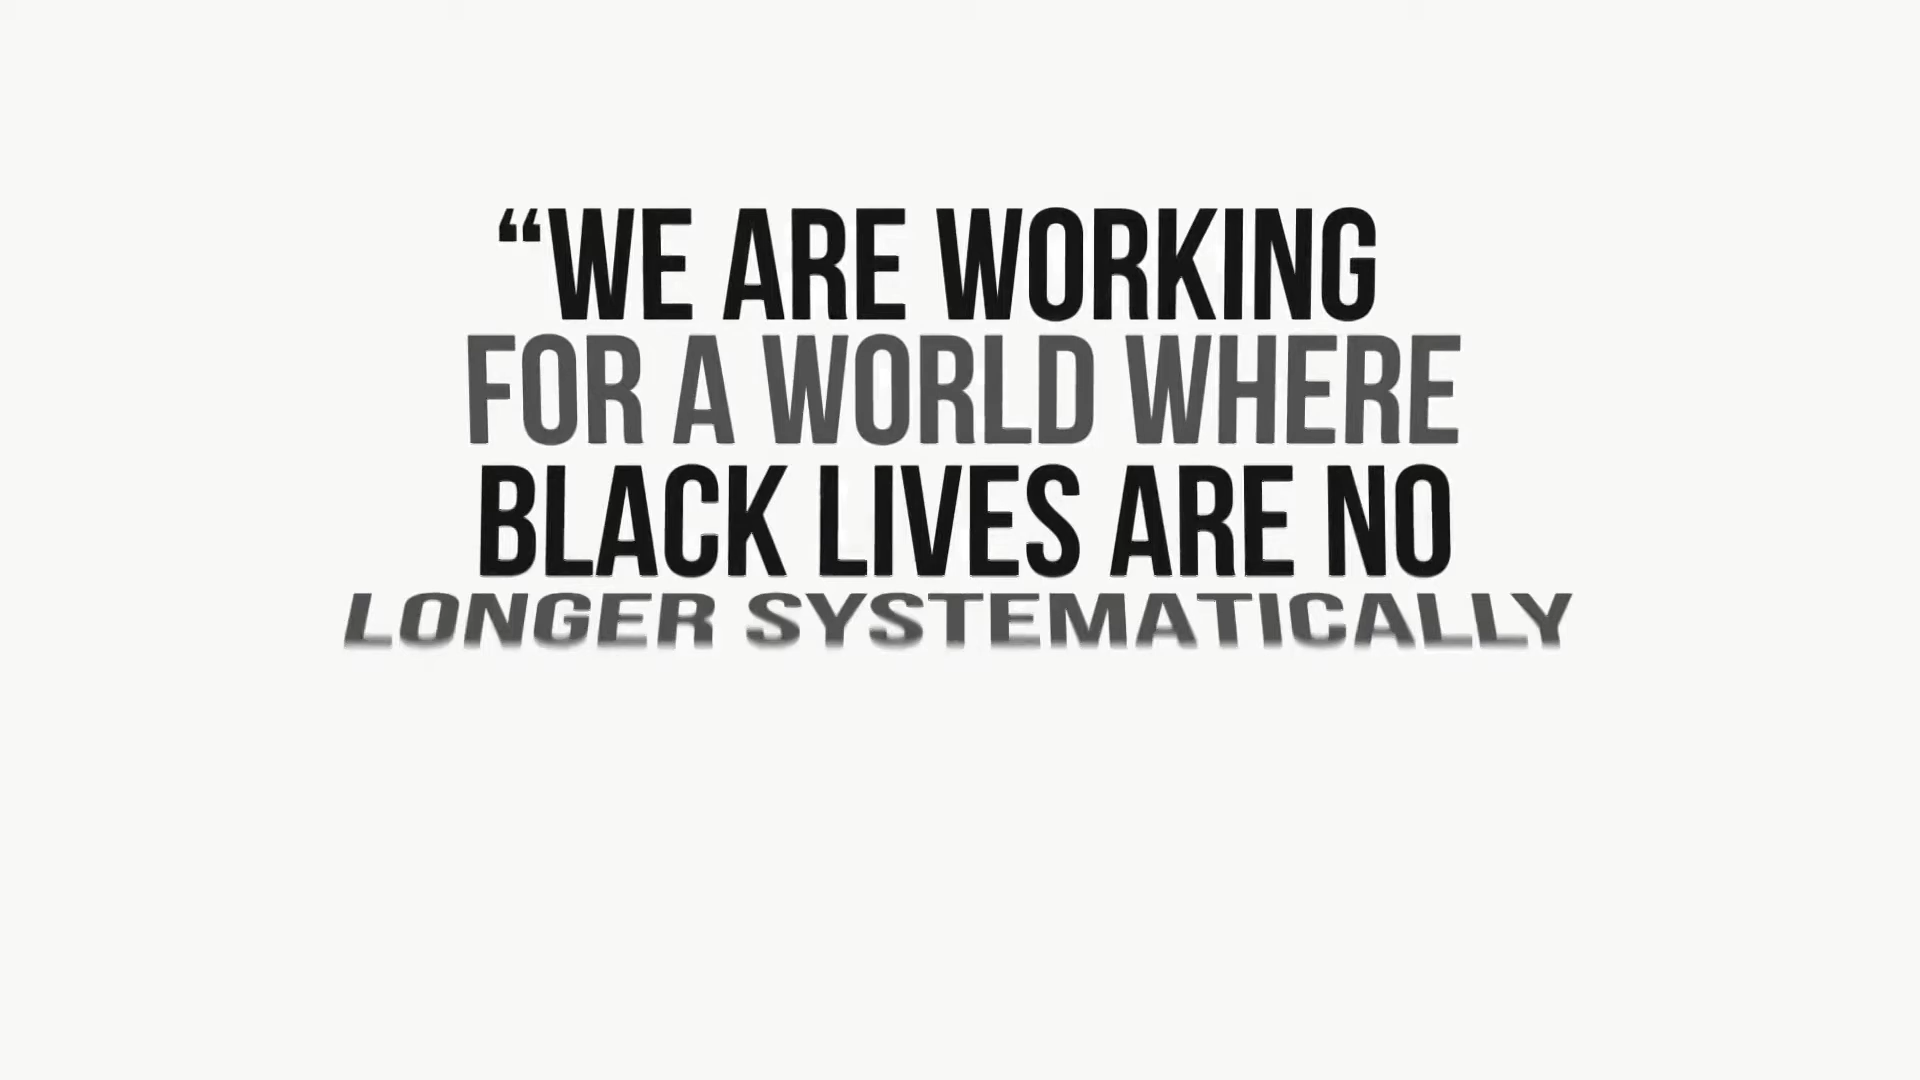 “WE ARE WORKING
FOR A WORLD WHERE
BLACK LIVES ARE NO
LONGER SYSTEMATICALLY